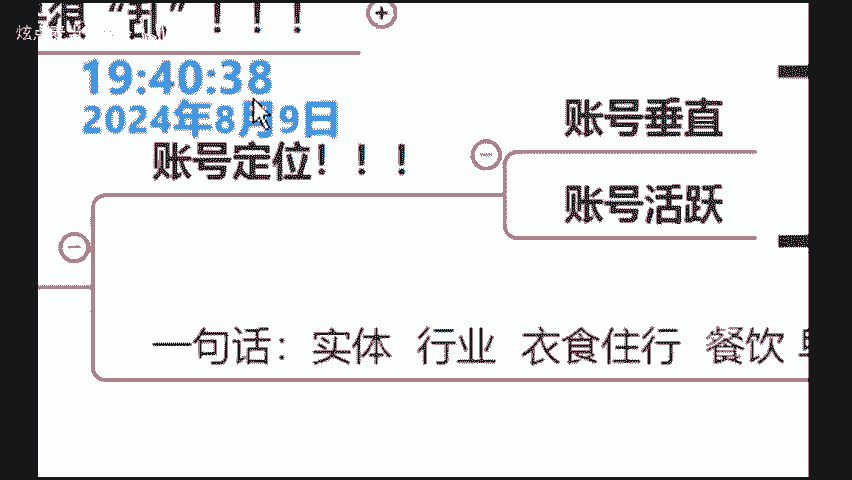 很“乱”！！！
19:40:38
2024年8月9日
账号定位！！！
账号垂直
账号活跃
一句话：实体 行业 衣食住行 餐饮